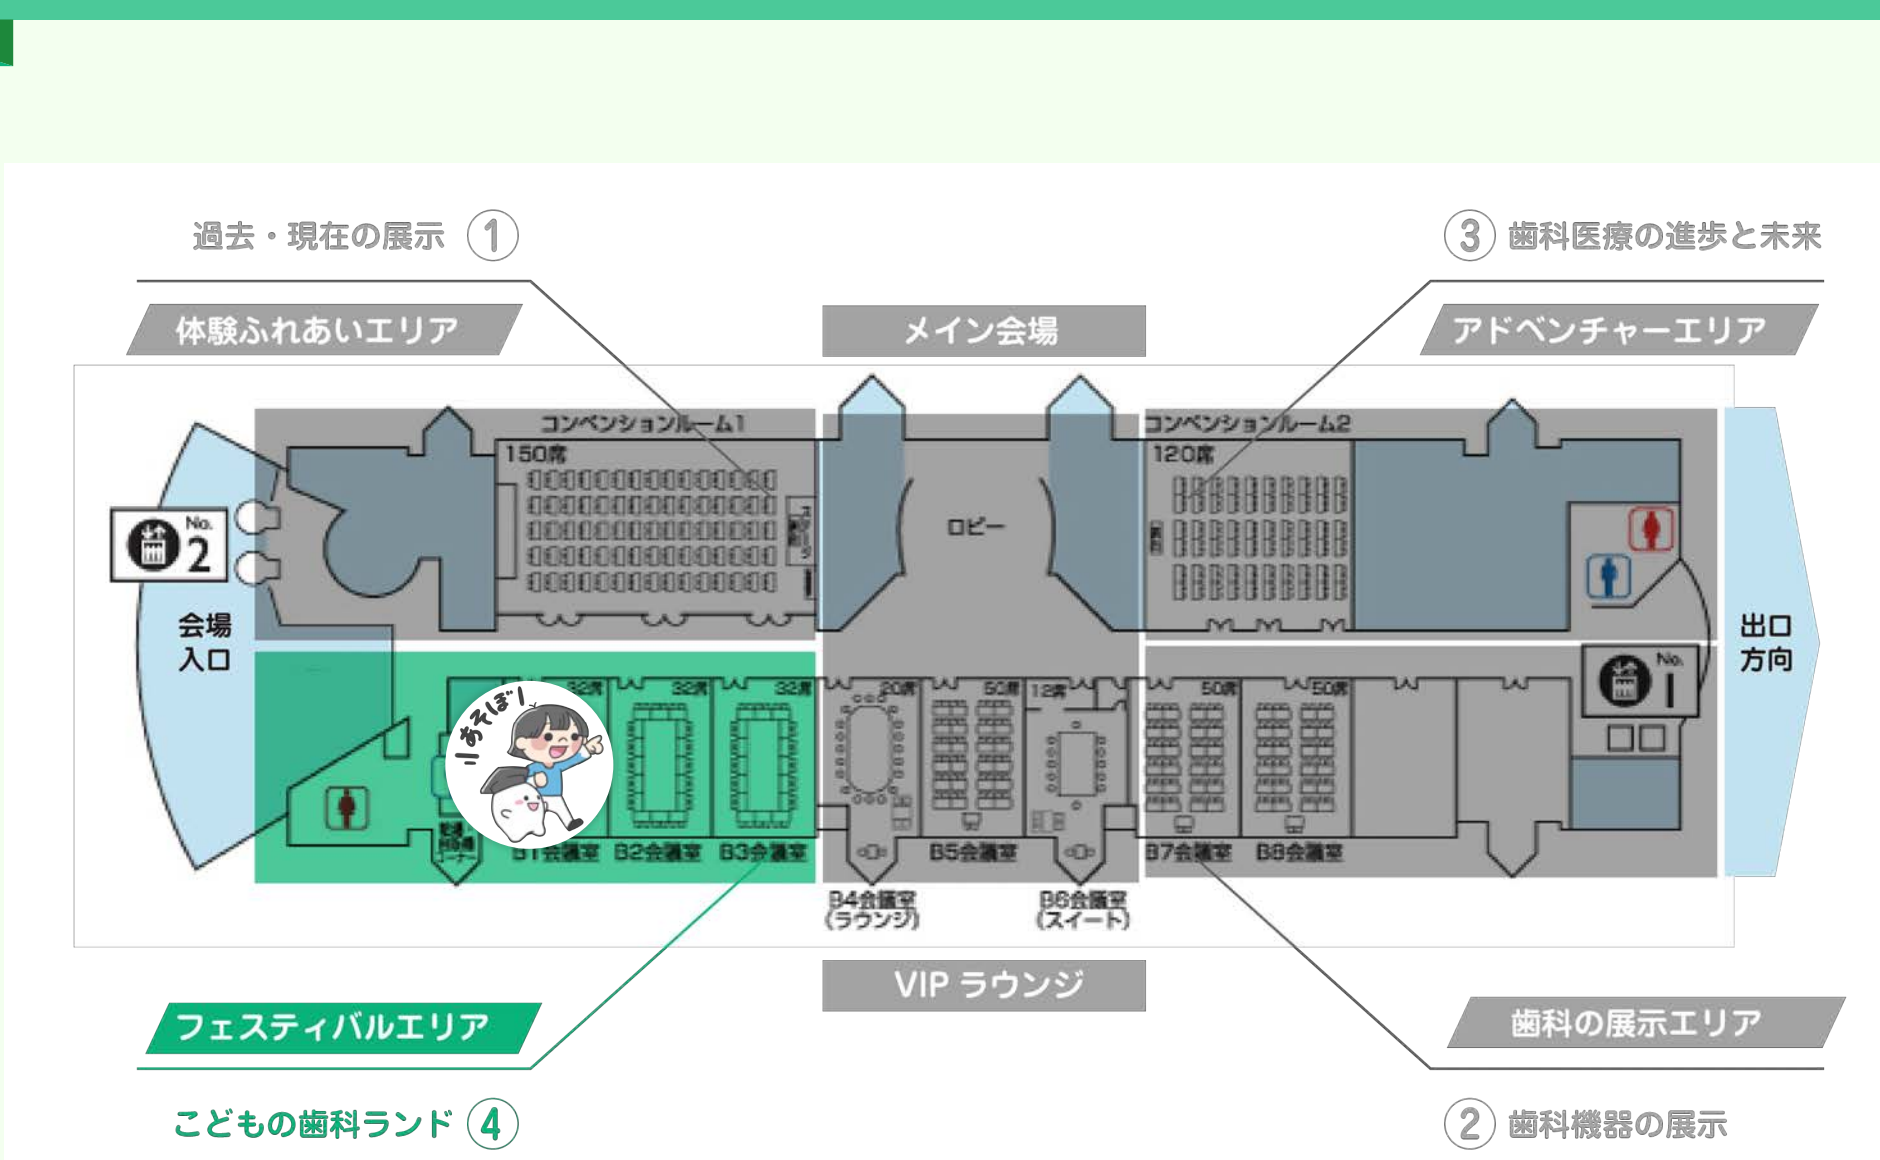 過去・現在の展示 ①
③ 歯科医療の進歩と未来
体験ふれあいエリア
メイン会場
アドベンチャーエリア
コンベンションルーム1
150席
コンベンションルーム2
120席
ロビー
No.
2
会場
入口
出口
方向
No.
1
32席
32席
32席
20席
50席
12席
50席
50席
あそぼ!
コーナー
B1会議室
B2会議室
B3会議室
B5会議室
B7会議室
B8会議室
B4会議室
(ラウンジ)
B6会議室
(スイート)
VIP ラウンジ
フェスティバルエリア
歯科の展示エリア
こどもの歯科ランド ④
② 歯科機器の展示